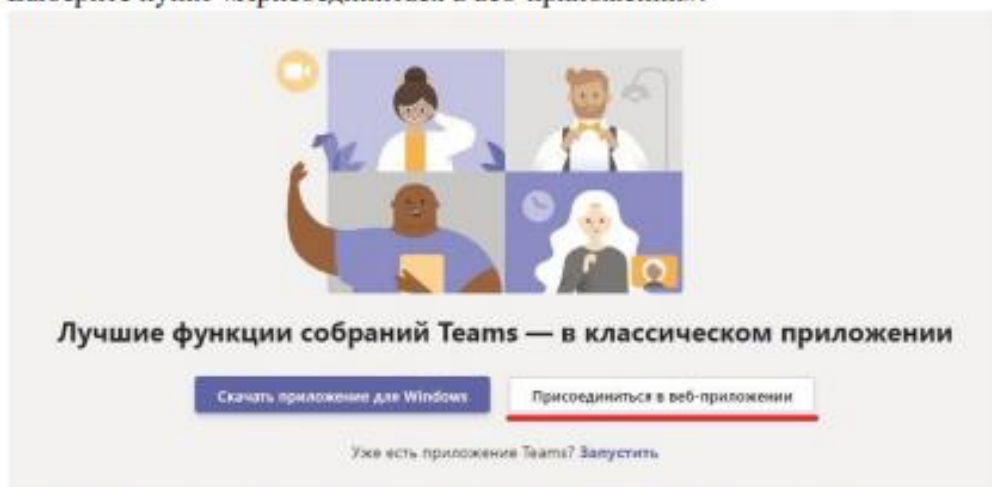 Лучшие функции собраний Teams — в классическом приложении
Скачать приложение для Windows
Присоединиться в веб-приложении
Уже есть приложение Teams? Запустить